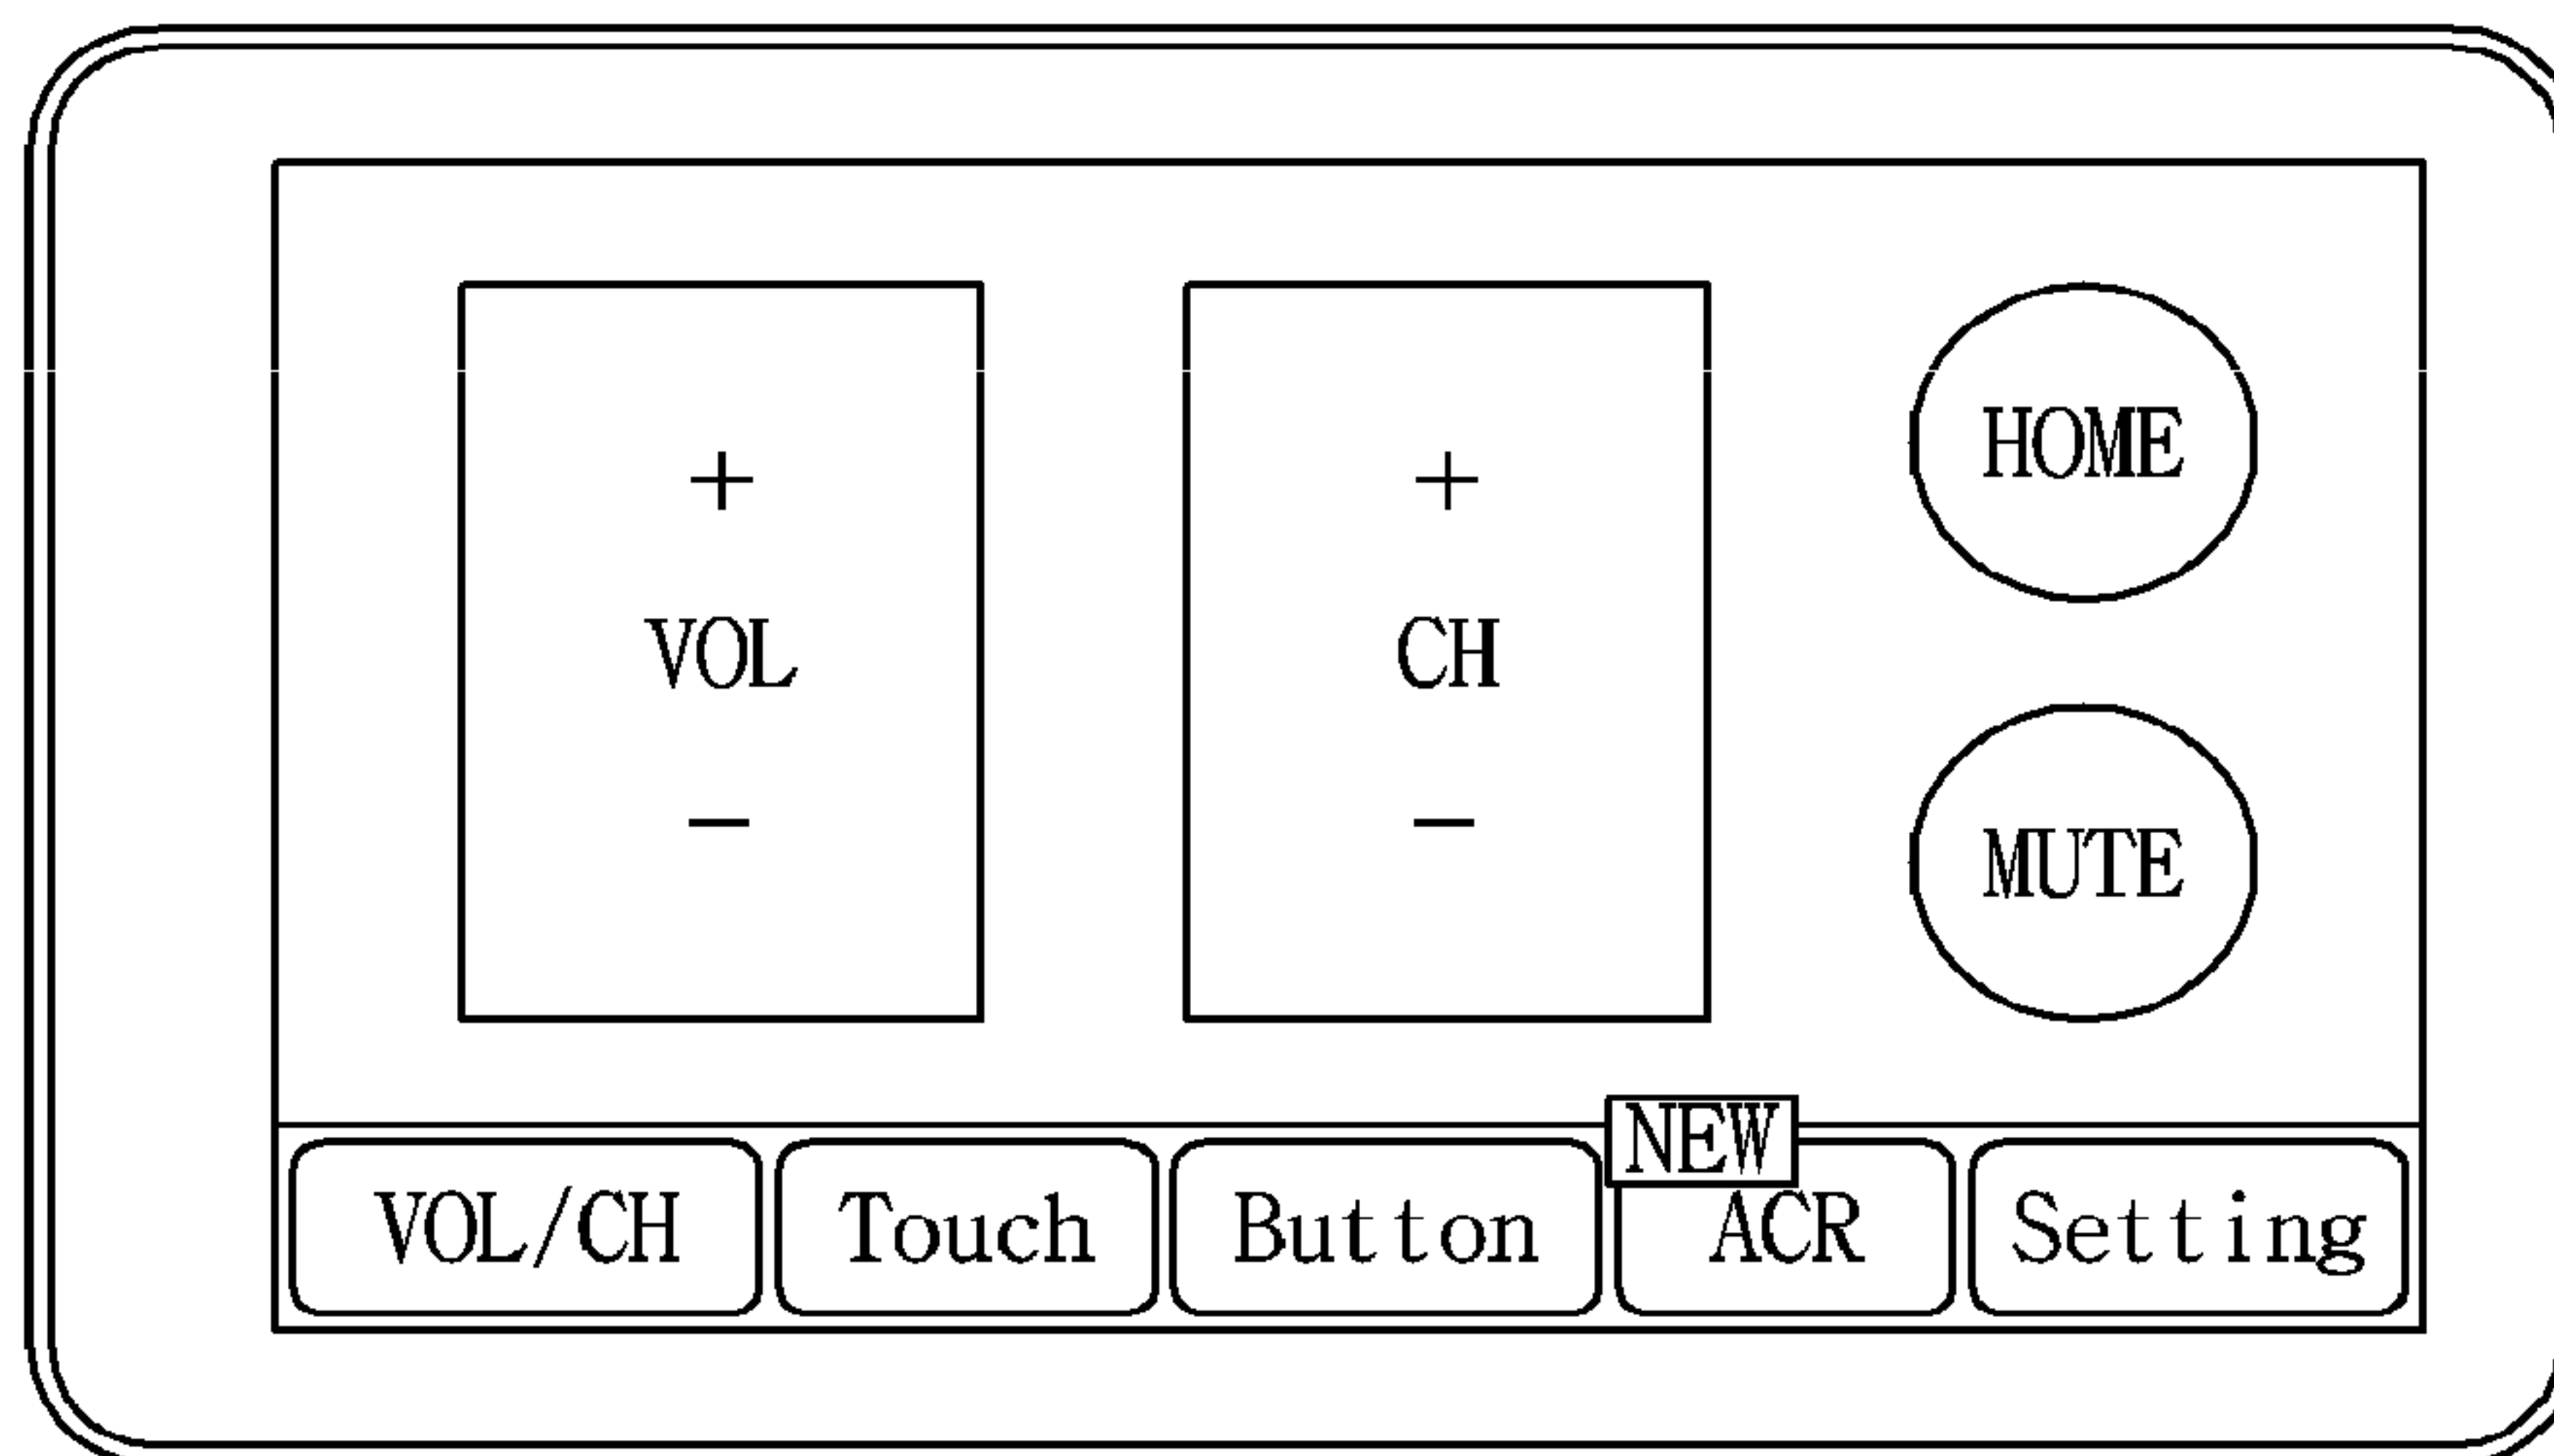 + + HOME
VOL CH
− − MUTE
NEW
VOL/CH Touch Button ACR Setting